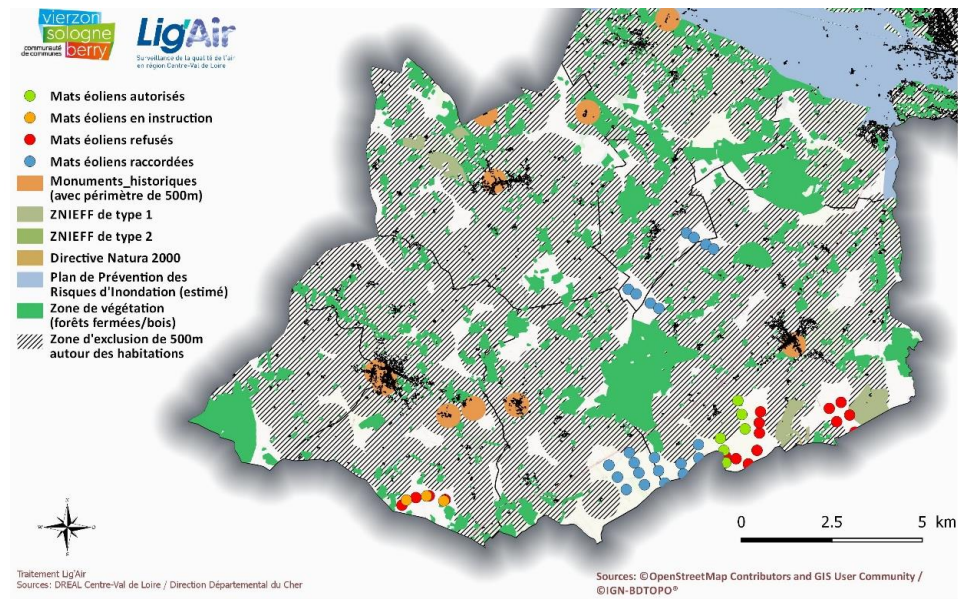 vierzon
sologne
communauté
de communes
berry
Lig'Air
Surveillance de la qualité de l'air
en région Centre-Val de Loire
Mats éoliens autorisés
Mats éoliens en instruction
Mats éoliens refusés
Mats éoliens raccordées
Monuments_historiques
(avec périmètre de 500m)
ZNIEFF de type 1
ZNIEFF de type 2
Directive Natura 2000
Plan de Prévention des
Risques d'Inondation (estimé)
Zone de végétation
(forêts fermées/bois)
Zone d'exclusion de 500m
autour des habitations
0 2.5 5 km
Traitement Lig'Air
Sources: DREAL Centre-Val de Loire / Direction Départemental du Cher
Sources: ©OpenStreetMap Contributors and GIS User Community /
©IGN-BDTOPO®